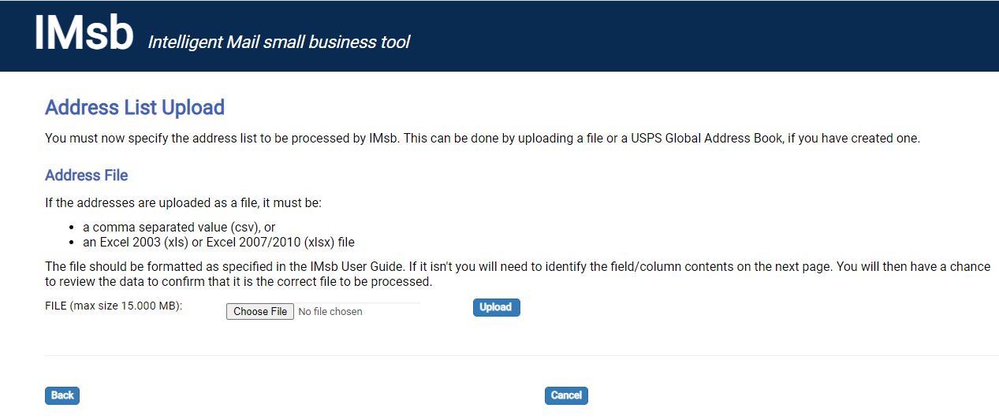 IMsb Intelligent Mail small business tool
Address List Upload
You must now specify the address list to be processed by IMsb. This can be done by uploading a file or a USPS Global Address Book, if you have created one.
Address File
If the addresses are uploaded as a file, it must be:
• a comma separated value (csv), or
• an Excel 2003 (xls) or Excel 2007/2010 (xlsx) file
The file should be formatted as specified in the IMsb User Guide. If it isn't you will need to identify the field/column contents on the next page. You will then have a chance
to review the data to confirm that it is the correct file to be processed.
FILE (max size 15.000 MB): Choose File No file chosen Upload
Back Cancel